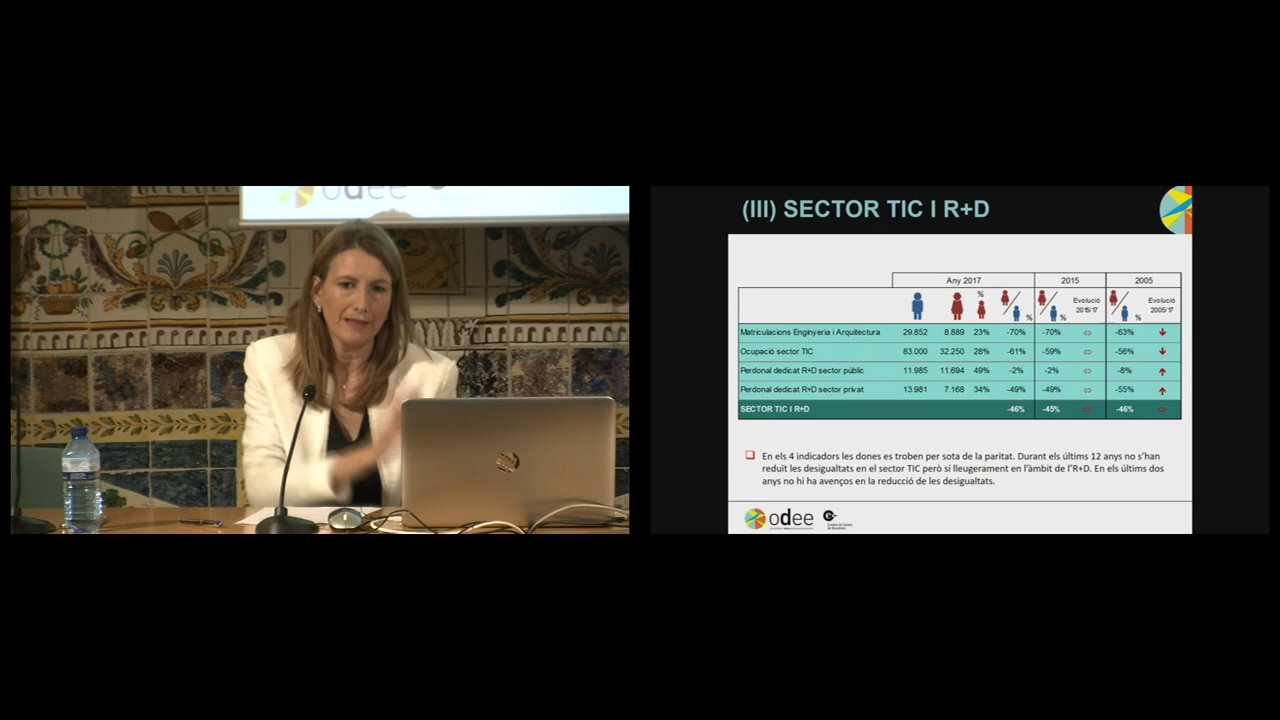 odee
(III) SECTOR TIC I R+D
Any 2017 2015 2005
% % % Evolució 2015/17 % Evolució 2005/17
Matriculacions Enginyeria i Arquitectura 29.852 8.889 23% -70% -70% ⇔ -63% ↓
Ocupació sector TIC 83.000 32.250 28% -61% -59% ⇔ -56% ↓
Perdonal dedicat R+D sector públic 11.985 11.694 49% -2% -2% ⇔ -8% ↑
Perdonal dedicat R+D sector privat 13.981 7.168 34% -49% -49% ⇔ -55% ↑
SECTOR TIC I R+D -46% -45% ⇔ -46% ⇔
En els 4 indicadors les dones es troben per sota de la paritat. Durant els últims 12 anys no s'han
reduït les desigualtats en el sector TIC però sí lleugerament en l'àmbit de l'R+D. En els últims dos
anys no hi ha avenços en la reducció de les desigualtats.
odee